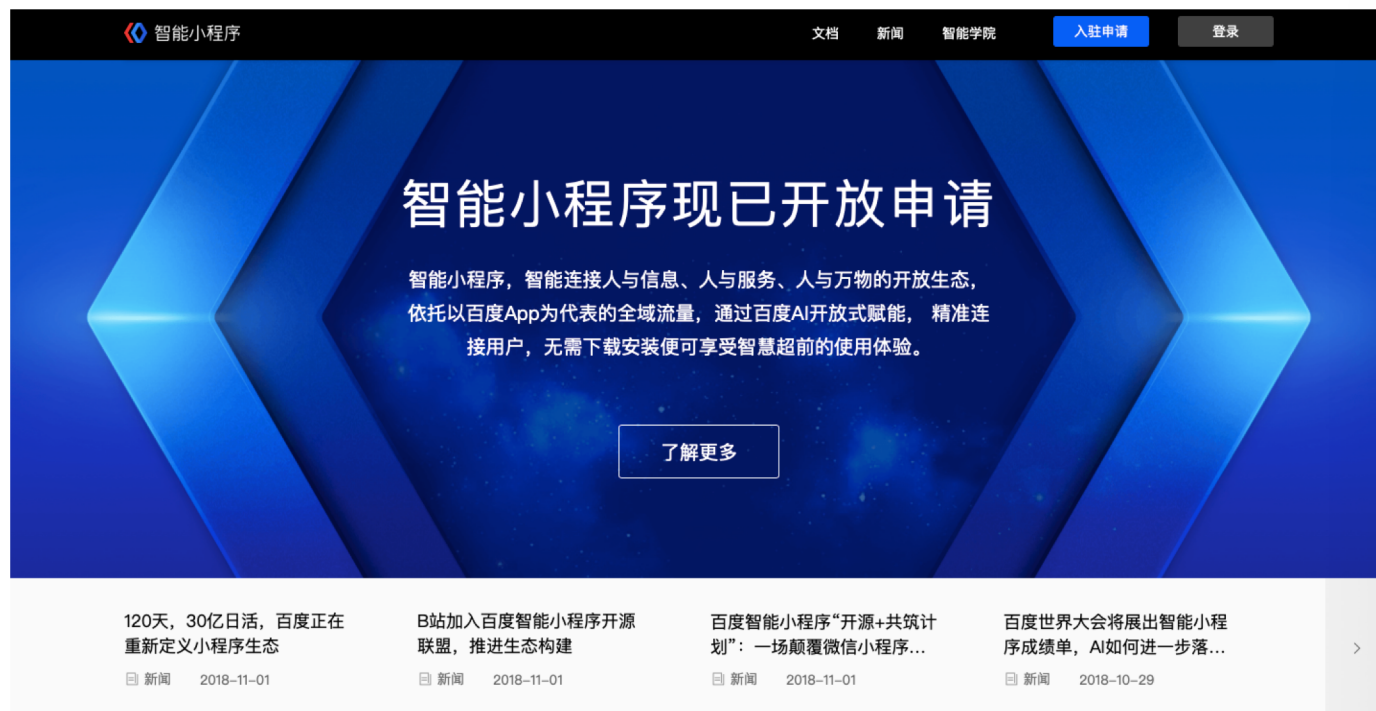 智能小程序
文档
新闻
智能学院
入驻申请
登录
智能小程序现已开放申请
智能小程序，智能连接人与信息、人与服务、人与万物的开放生态，
依托以百度App为代表的全域流量，通过百度AI开放式赋能， 精准连
接用户，无需下载安装便可享受智慧超前的使用体验。
了解更多
120天，30亿日活，百度正在
重新定义小程序生态
新闻 2018-11-01
B站加入百度智能小程序开源
联盟，推进生态构建
新闻 2018-11-01
百度智能小程序“开源+共筑计
划”：一场颠覆微信小程序...
新闻 2018-11-01
百度世界大会将展出智能小程
序成绩单，AI如何进一步落...
新闻 2018-10-29